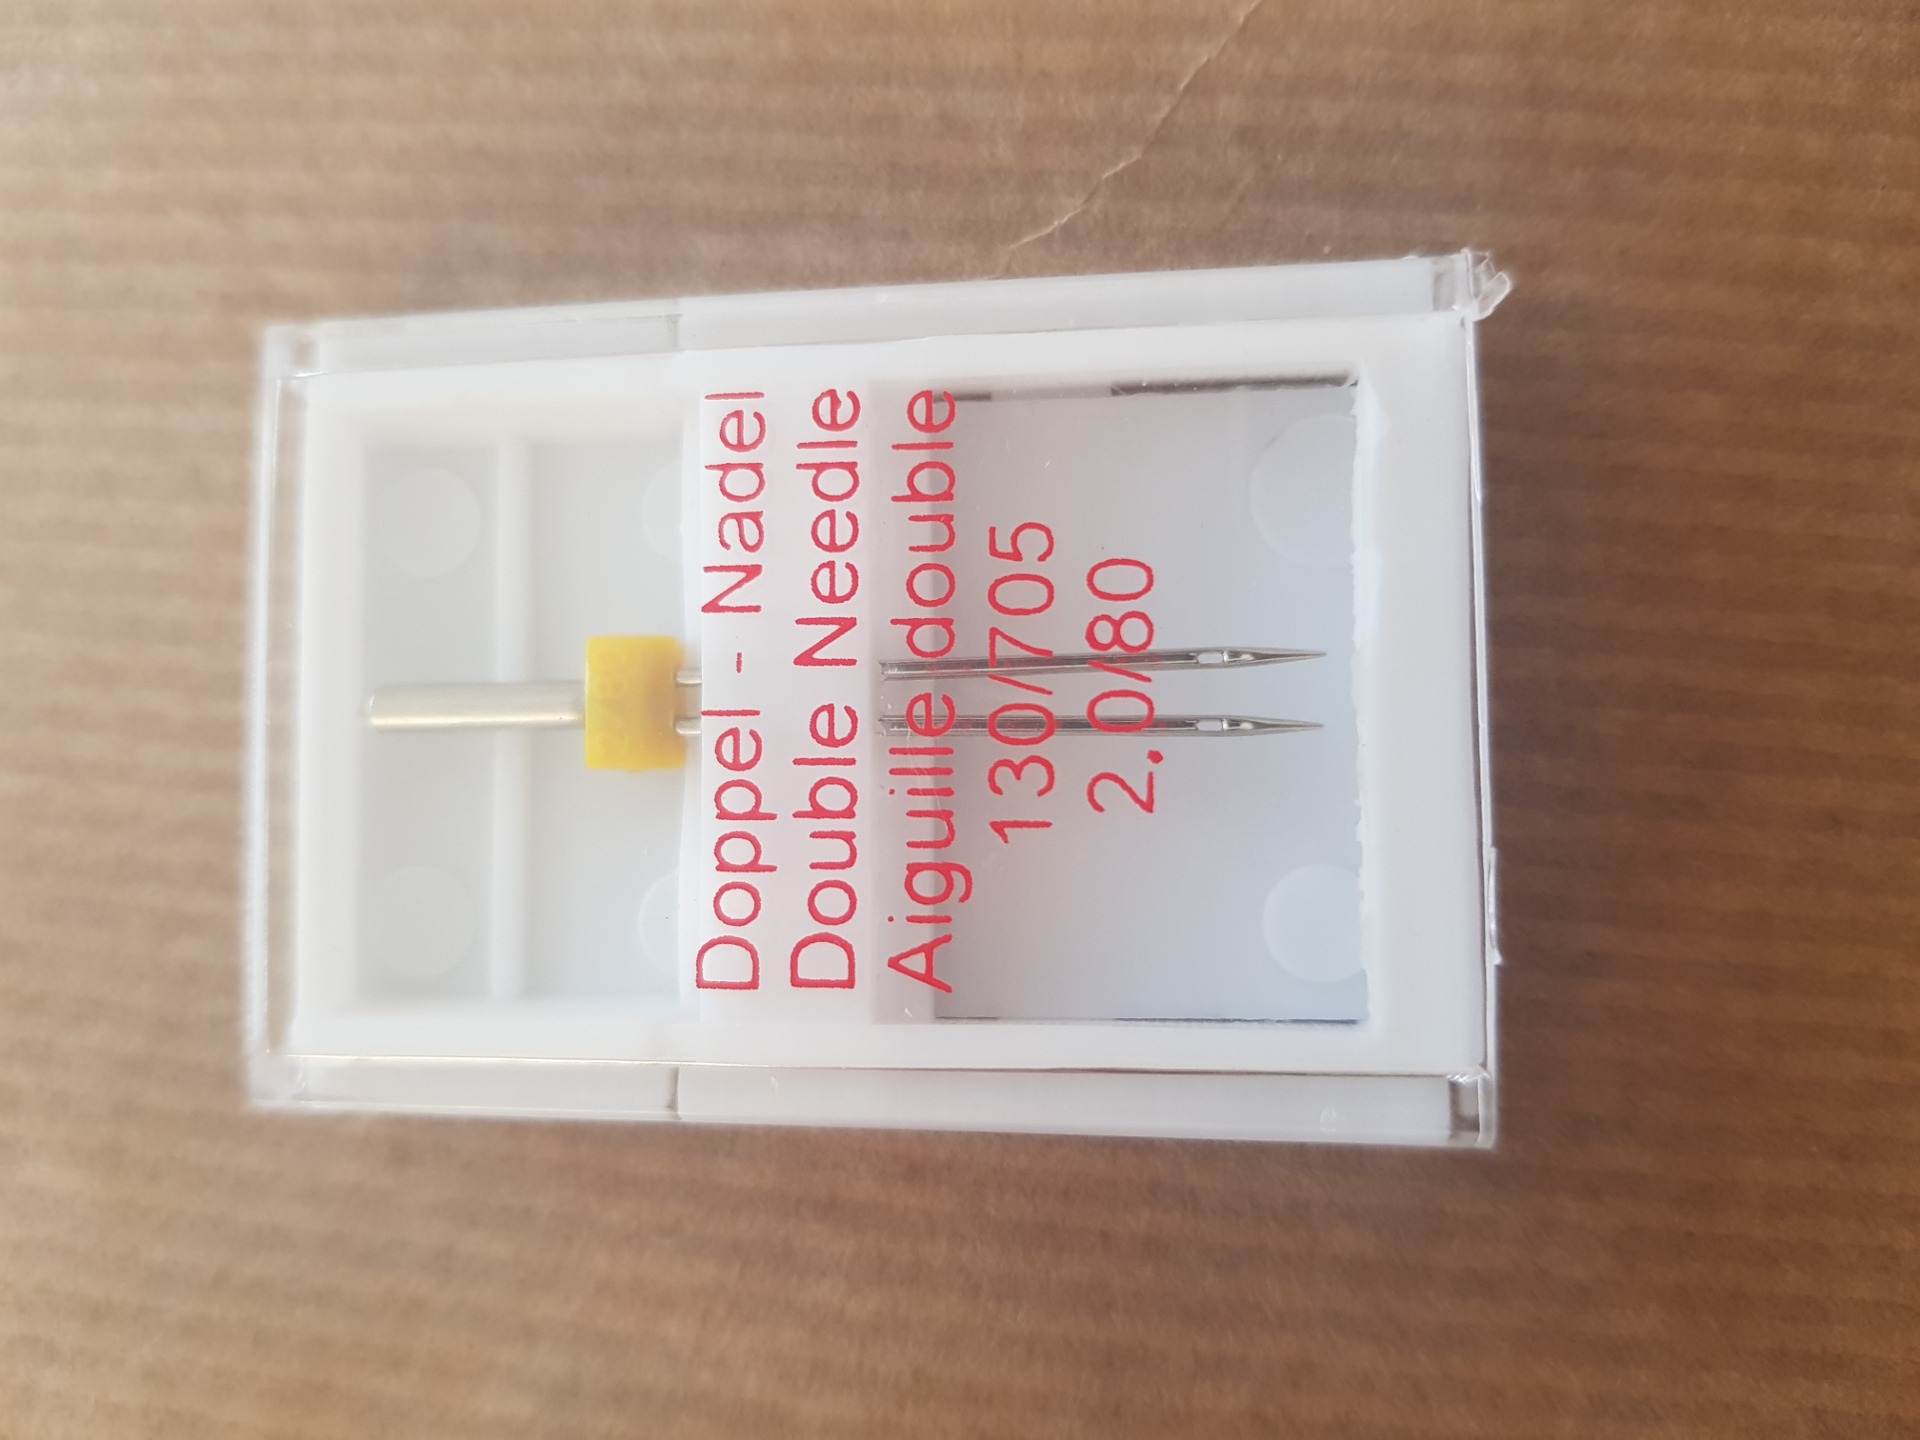 Doppel - Nadel
Double Needle
Aiguille double
130/705
2.0/80